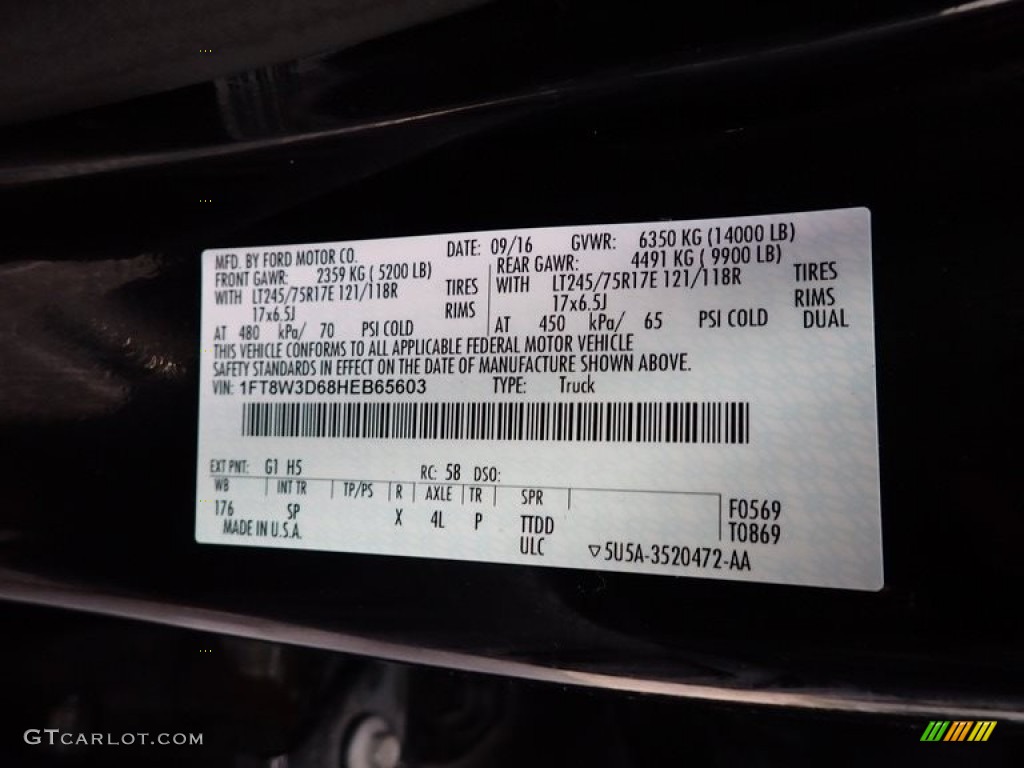 MFD. BY FORD MOTOR CO. DATE: 09/16 GVWR: 6350 KG (14000 LB)
FRONT GAWR: 2359 KG ( 5200 LB) REAR GAWR: 4491 KG ( 9900 LB)
WITH LT245/75R17E 121/118R TIRES WITH LT245/75R17E 121/118R TIRES
17x6.5J RIMS 17x6.5J RIMS
AT 480 kPa/ 70 PSI COLD AT 450 kPa/ 65 PSI COLD DUAL
THIS VEHICLE CONFORMS TO ALL APPLICABLE FEDERAL MOTOR VEHICLE
SAFETY STANDARDS IN EFFECT ON THE DATE OF MANUFACTURE SHOWN ABOVE.
VIN: 1FT8W3D68HEB65603 TYPE: Truck
EXT PNT: G1 H5 RC: 58 DSO:
WB INT TR TP/PS R AXLE TR SPR F0569
176 SP X 4L P TTDD T0869
MADE IN U.S.A. ULC ▽5U5A-3520472-AA
GTCARLOT.COM